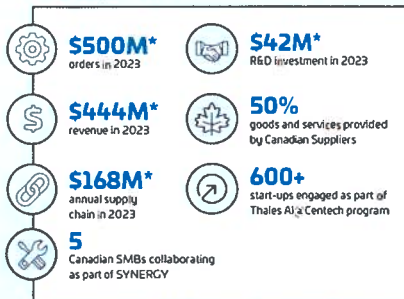 $500M*
orders in 2023
$444M*
revenue in 2023
$168M*
annual supply
chain in 2023
5
Canadian SMBs collaborating
as part of SYNERGY
$42M*
R&D investment in 2023
50%
goods and services provided
by Canadian Suppliers
600+
start-ups engaged as part of
Thales AI@Centech program